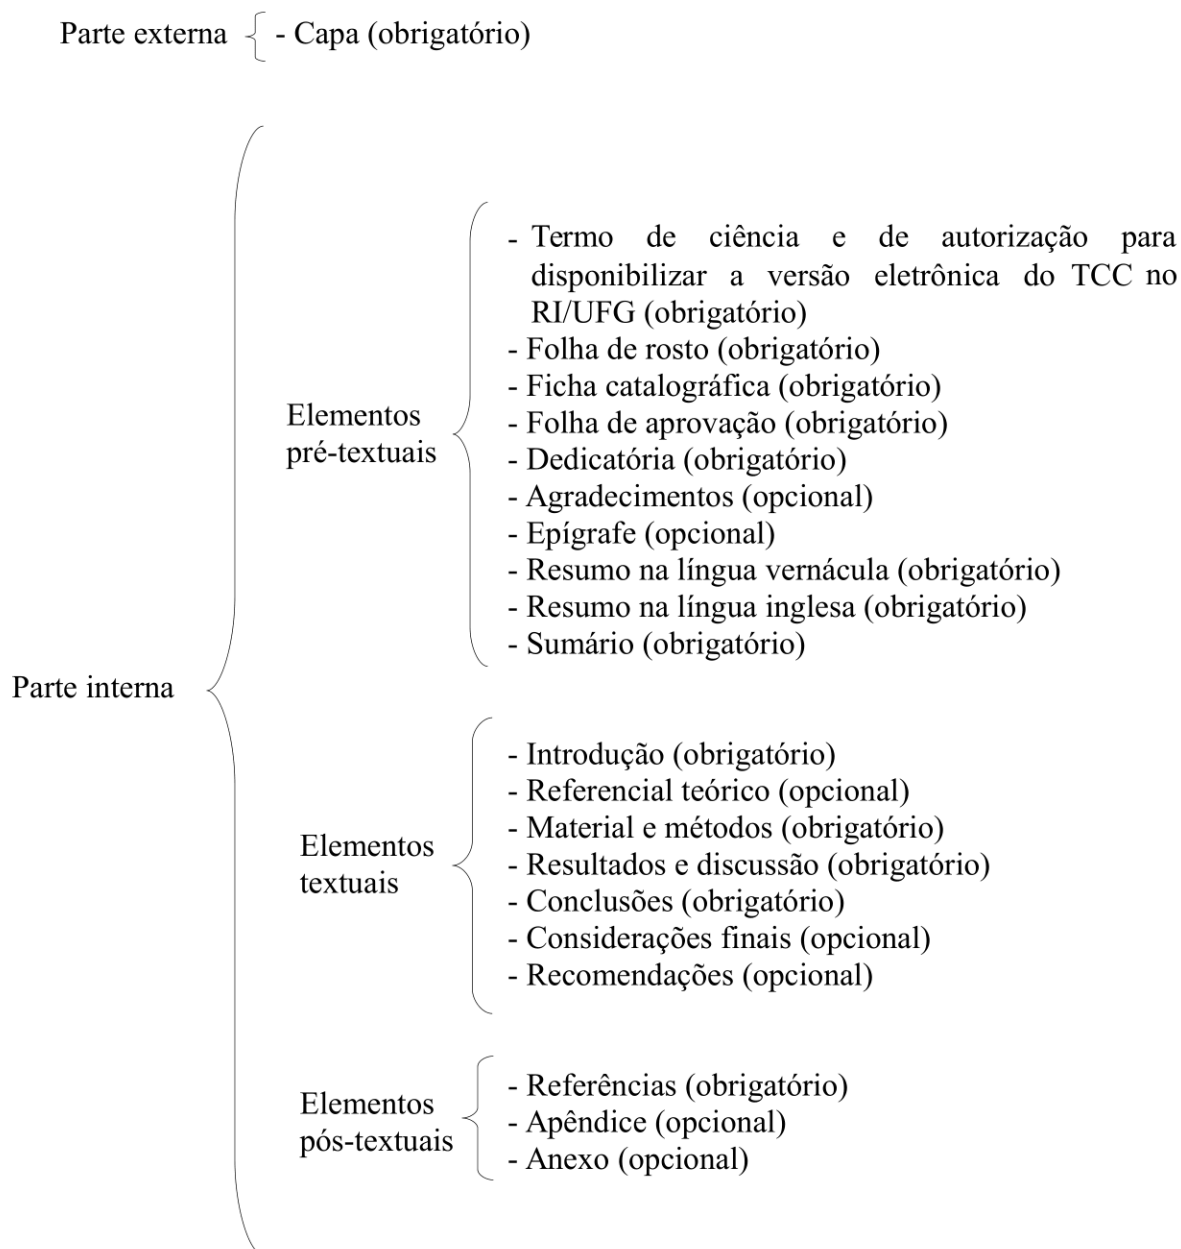 Parte externa - Capa (obrigatório)
Parte interna
Elementos
pré-textuais
- Termo de ciência e de autorização para
disponibilizar a versão eletrônica do TCC no
RI/UFG (obrigatório)
- Folha de rosto (obrigatório)
- Ficha catalográfica (obrigatório)
- Folha de aprovação (obrigatório)
- Dedicatória (obrigatório)
- Agradecimentos (opcional)
- Epígrafe (opcional)
- Resumo na língua vernácula (obrigatório)
- Resumo na língua inglesa (obrigatório)
- Sumário (obrigatório)
Elementos
textuais
- Introdução (obrigatório)
- Referencial teórico (opcional)
- Material e métodos (obrigatório)
- Resultados e discussão (obrigatório)
- Conclusões (obrigatório)
- Considerações finais (opcional)
- Recomendações (opcional)
Elementos
pós-textuais
- Referências (obrigatório)
- Apêndice (opcional)
- Anexo (opcional)